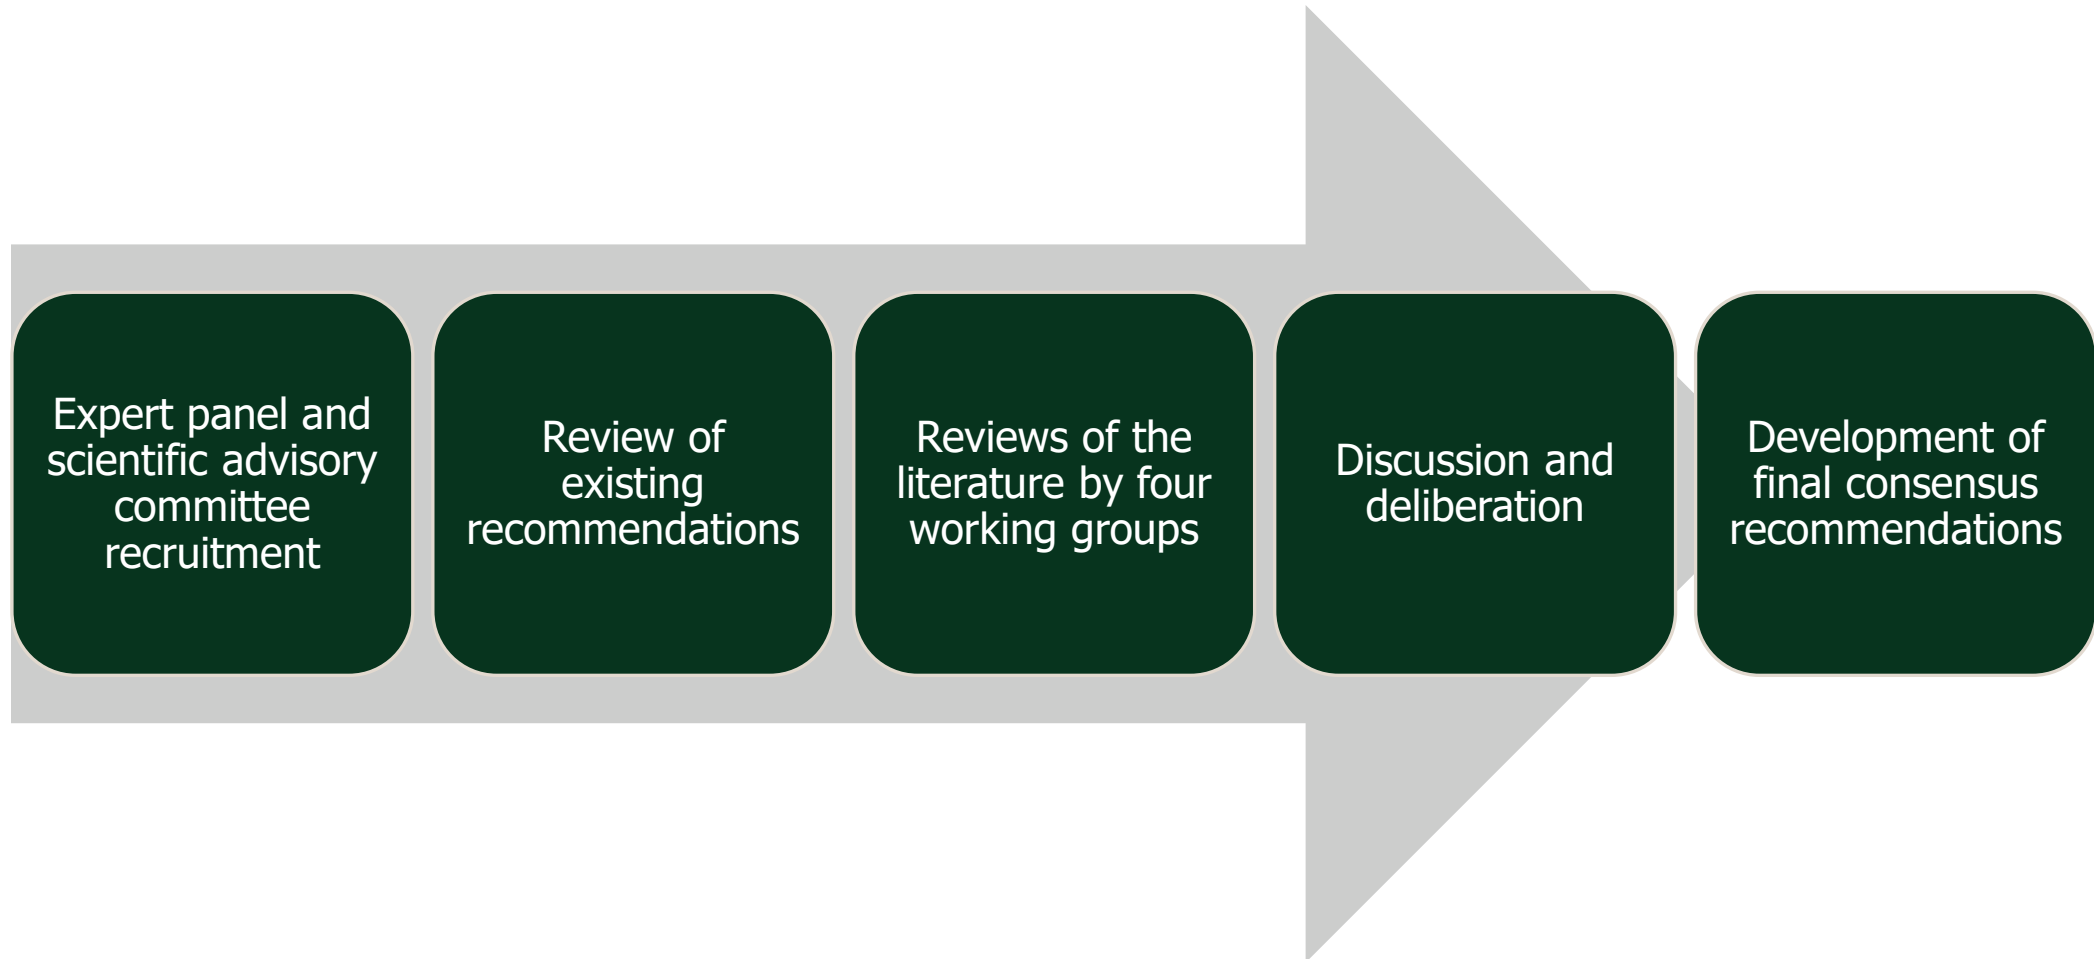 Expert panel and
scientific advisory
committee
recruitment
Review of
existing
recommendations
Reviews of the
literature by four
working groups
Discussion and
deliberation
Development of
final consensus
recommendations